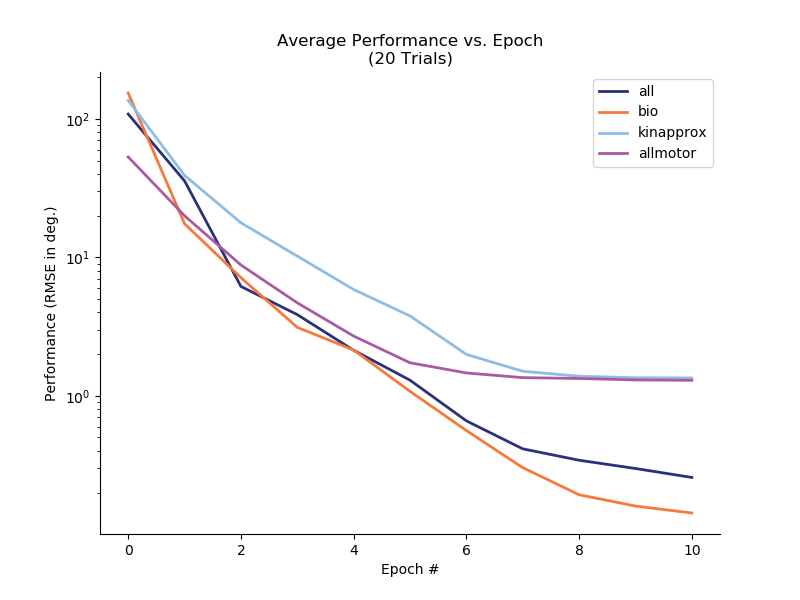 Average Performance vs. Epoch
(20 Trials)
all
bio
kinapprox
allmotor
Performance (RMSE in deg.)
10²
10¹
10⁰
0 2 4 6 8 10
Epoch #